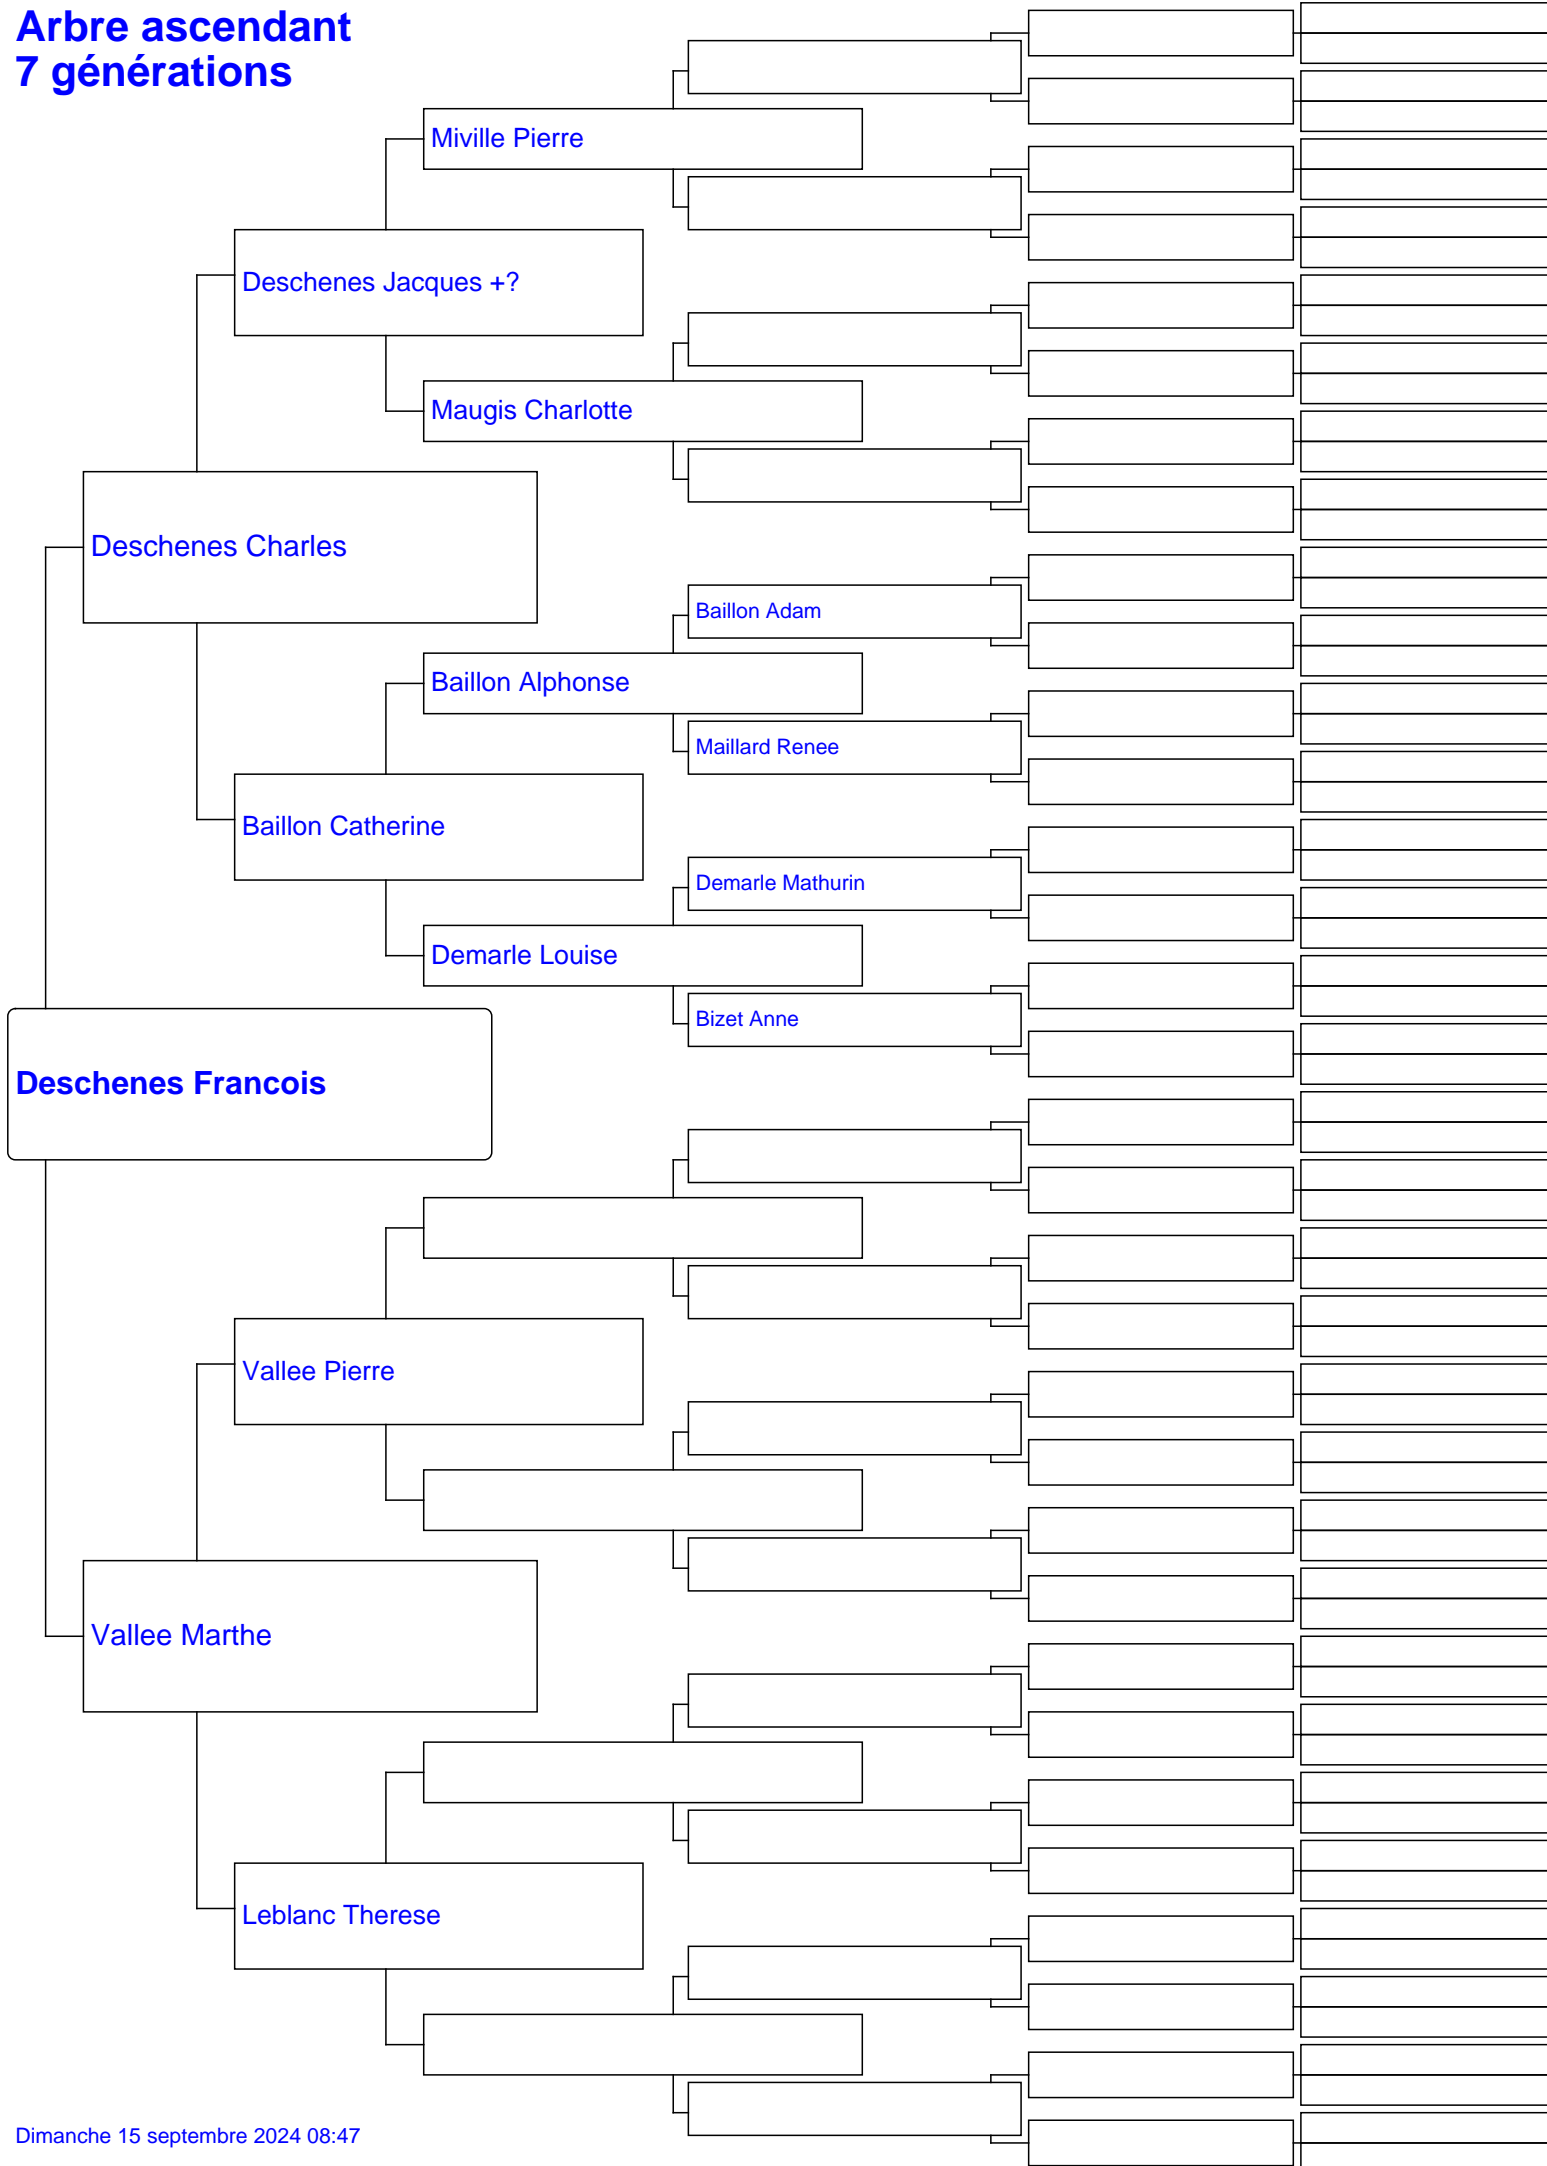 Arbre ascendant
7 générations
Miville Pierre
Deschenes Jacques +?
Maugis Charlotte
Deschenes Charles
Baillon Adam
Baillon Alphonse
Maillard Renee
Baillon Catherine
Demarle Mathurin
Demarle Louise
Bizet Anne
Deschenes Francois
Vallee Pierre
Vallee Marthe
Leblanc Therese
Dimanche 15 septembre 2024 08:47